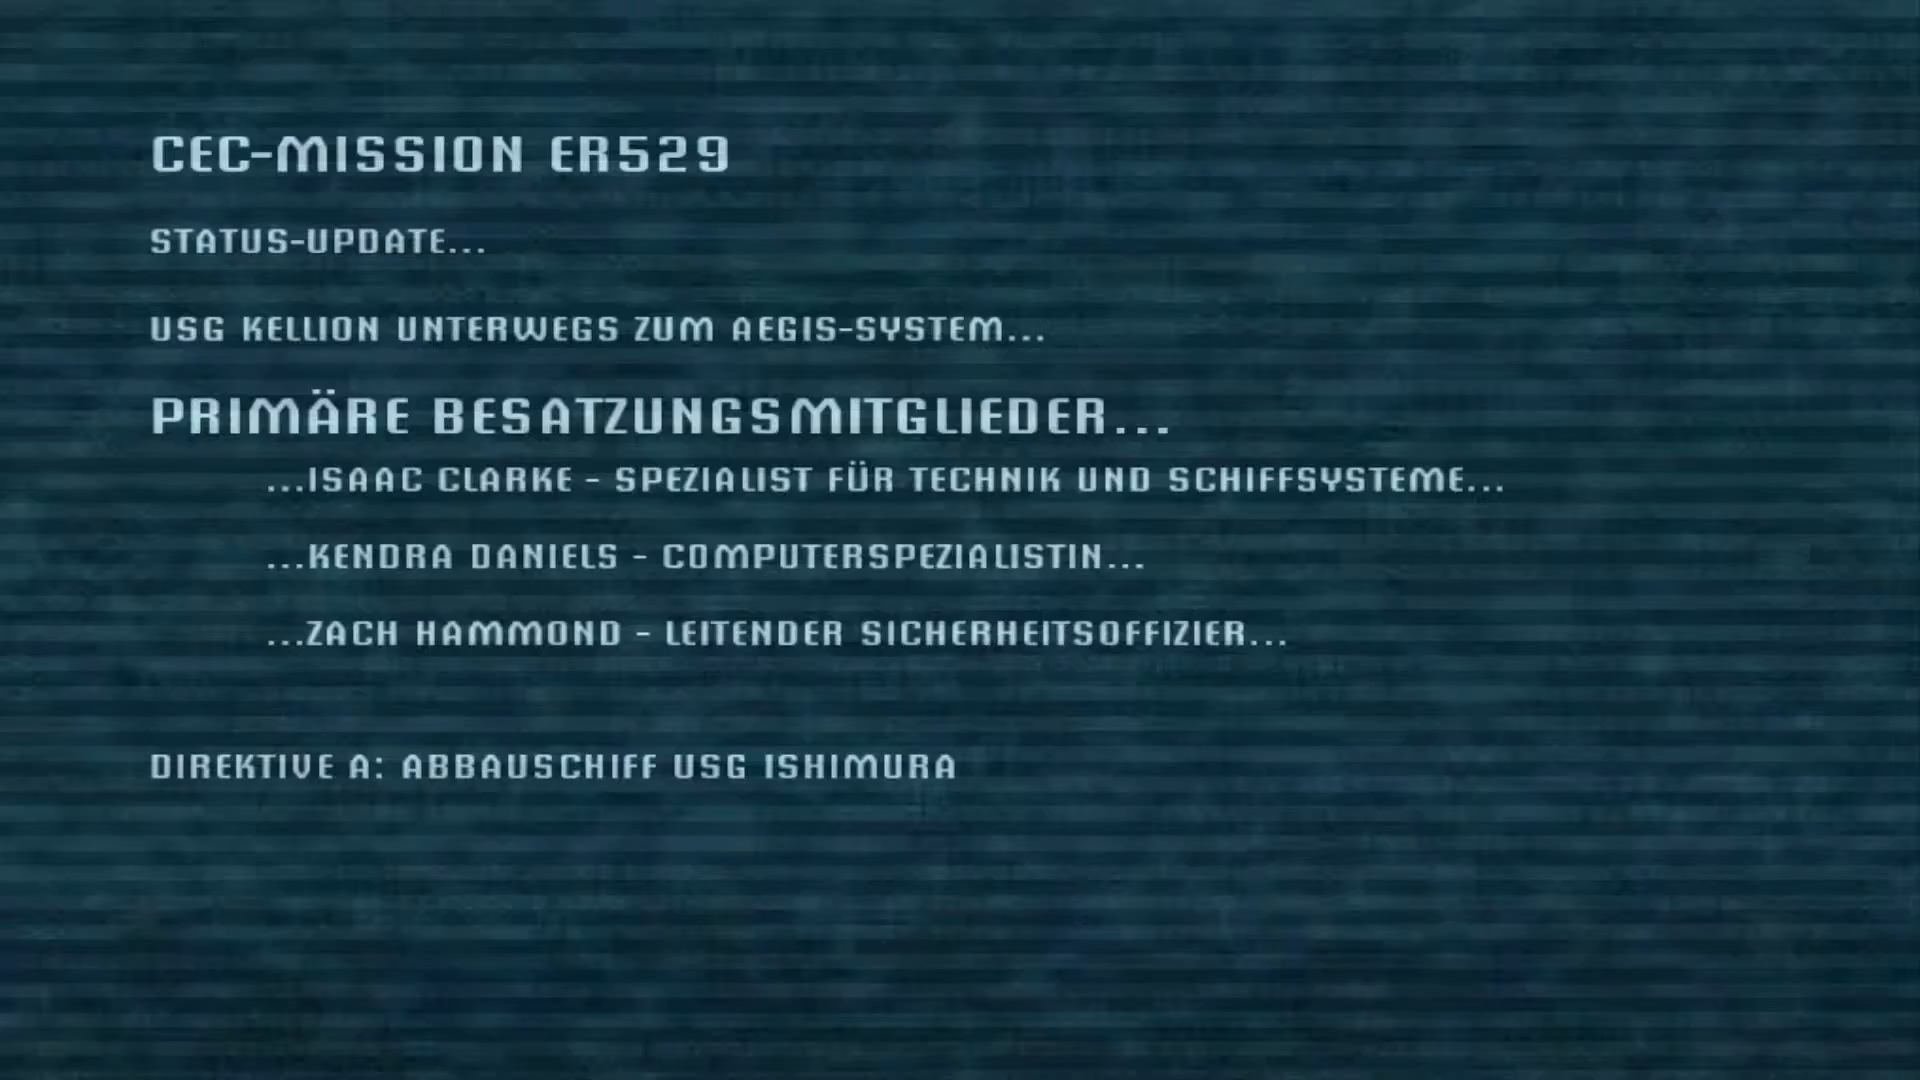 CEC-MISSION ER529
STATUS-UPDATE...
USG KELLION UNTERWEGS ZUM AEGIS-SYSTEM...
PRIMÄRE BESATZUNGSMITGLIEDER...
...ISAAC CLARKE - SPEZIALIST FÜR TECHNIK UND SCHIFFSYSTEME...
...KENDRA DANIELS - COMPUTERSPEZIALISTIN...
...ZACH HAMMOND - LEITENDER SICHERHEITSOFFIZIER...
DIREKTIVE A: ABBAUSCHIFF USG ISHIMURA